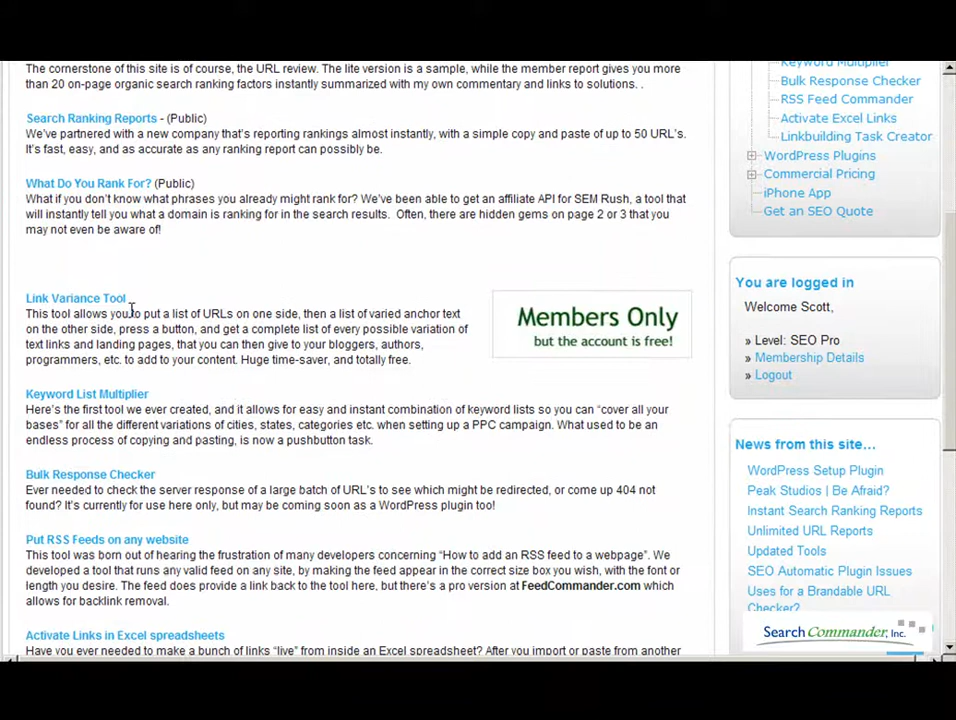 The cornerstone of this site is of course, the URL review. The lite version is a sample, while the member report gives you more
than 20 on-page organic search ranking factors instantly summarized with my own commentary and links to solutions. .
Search Ranking Reports - (Public)
We've partnered with a new company that's reporting rankings almost instantly, with a simple copy and paste of up to 50 URL's.
It's fast, easy, and as accurate as any ranking report can possibly be.
What Do You Rank For? (Public)
What if you don't know what phrases you already might rank for? We've been able to get an affiliate API for SEM Rush, a tool that
will instantly tell you what a domain is ranking for in the search results.  Often, there are hidden gems on page 2 or 3 that you
may not even be aware of!
Link Variance Tool
This tool allows you to put a list of URLs on one side, then a list of varied anchor text
on the other side, press a button, and get a complete list of every possible variation of
text links and landing pages, that you can then give to your bloggers, authors,
programmers, etc. to add to your content. Huge time-saver, and totally free.
Members Only
but the account is free!
Keyword List Multiplier
Here's the first tool we ever created, and it allows for easy and instant combination of keyword lists so you can "cover all your
bases" for all the different variations of cities, states, categories etc. when setting up a PPC campaign. What used to be an
endless process of copying and pasting, is now a pushbutton task.
Bulk Response Checker
Ever needed to check the server response of a large batch of URL's to see which might be redirected, or come up 404 not
found? It's currently for use here only, but may be coming soon as a WordPress plugin too!
Put RSS Feeds on any website
This tool was born out of hearing the frustration of many developers concerning "How to add an RSS feed to a webpage". We
developed a tool that runs any valid feed on any site, by making the feed appear in the correct size box you wish, with the font or
length you desire. The feed does provide a link back to the tool here, but there's a pro version at FeedCommander.com which
allows for backlink removal.
Activate Links in Excel spreadsheets
Have you ever needed to make a bunch of links "live" from inside an Excel spreadsheet? After you import or paste from another
Keyword Multiplier
Bulk Response Checker
RSS Feed Commander
Activate Excel Links
Linkbuilding Task Creator
WordPress Plugins
Commercial Pricing
iPhone App
Get an SEO Quote
You are logged in
Welcome Scott,
» Level: SEO Pro
» Membership Details
» Logout
News from this site...
WordPress Setup Plugin
Peak Studios | Be Afraid?
Instant Search Ranking Reports
Unlimited URL Reports
Updated Tools
SEO Automatic Plugin Issues
Uses for a Brandable URL
Checker?
Search Commander, Inc.